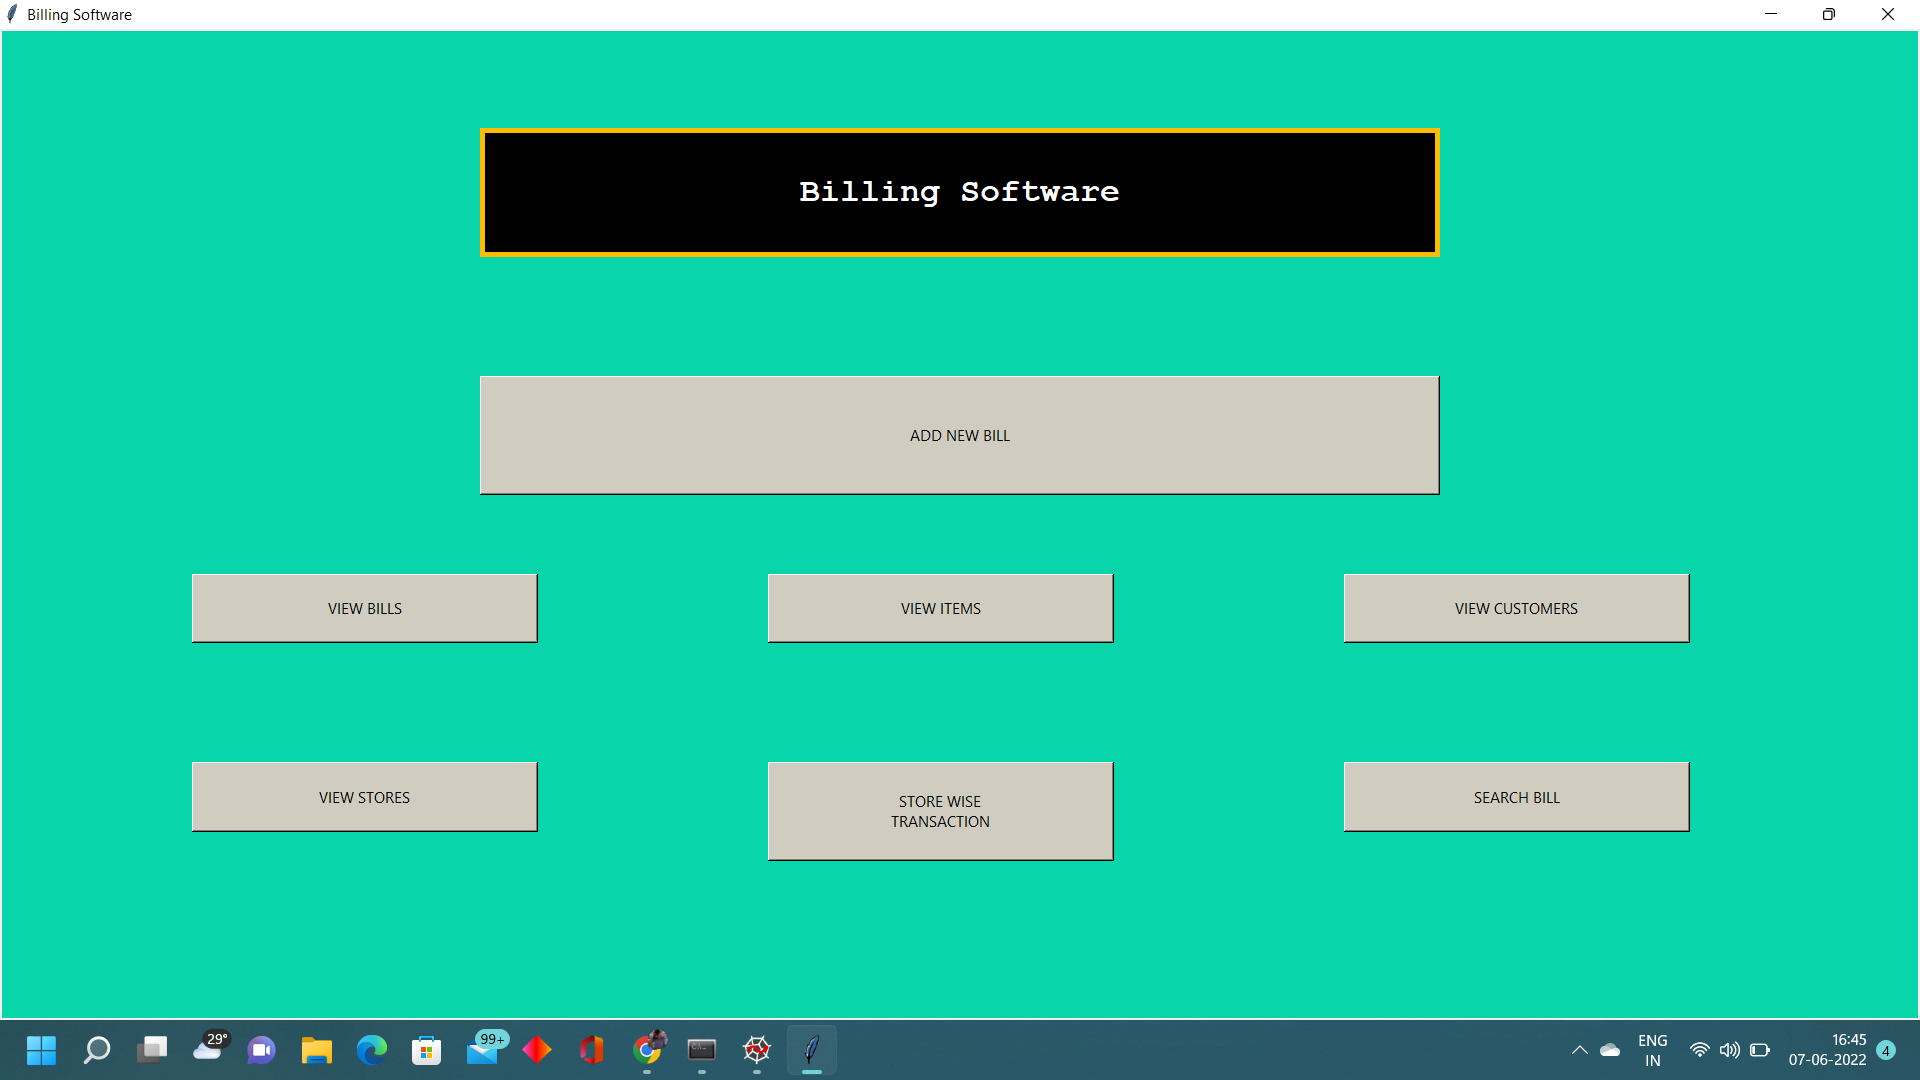 Billing Software
Billing Software
ADD NEW BILL
VIEW BILLS
VIEW ITEMS
VIEW CUSTOMERS
VIEW STORES
STORE WISE
TRANSACTION
SEARCH BILL
29°
99+
ENG
IN
16:45
07-06-2022
4